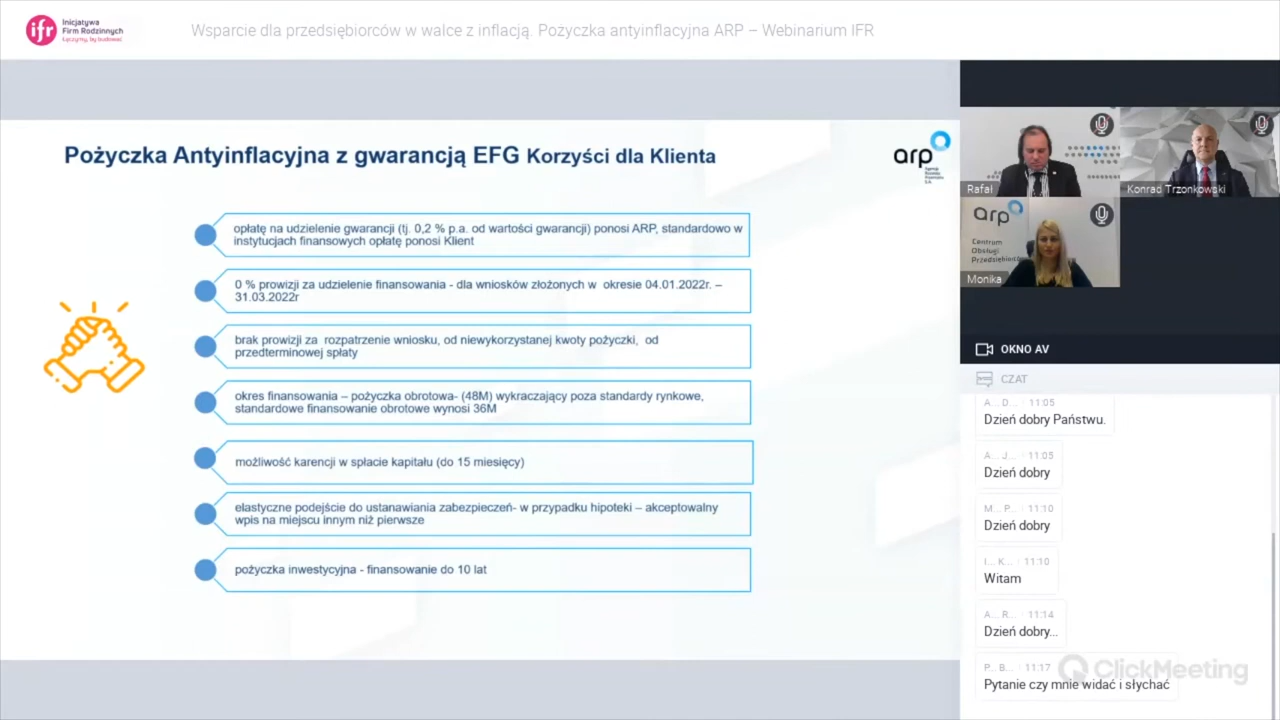 ifr
Inicjatywa
Firm Rodzinnych
Łączymy, by budować
Wsparcie dla przedsiębiorców w walce z inflacją. Pozyczka antyinflacyjna ARP – Webinarium IFR
Pożyczka Antyinflacyjna z gwarancją EFG Korzyści dla Klienta
arp
Agencja
Rozwoju
Przemysłu
S.A.
opłatę na udzielenie gwarancji (tj. 0,2 % p.a. od wartości gwarancji) ponosi ARP, standardowo w
instytucjach finansowych opłatę ponosi Klient
0 % prowizji za udzielenie finansowania - dla wniosków złożonych w okresie 04.01.2022r. –
31.03.2022r
brak prowizji za rozpatrzenie wniosku, od niewykorzystanej kwoty pożyczki, od
przedterminowej spłaty
okres finansowania – pożyczka obrotowa- (48M) wykraczający poza standardy rynkowe,
standardowe finansowanie obrotowe wynosi 36M
możliwość karencji w spłacie kapitału (do 15 miesięcy)
elastyczne podejście do ustanawiania zabezpieczeń- w przypadku hipoteki – akceptowalny
wpis na miejscu innym niż pierwsze
pożyczka inwestycyjna - finansowanie do 10 lat
Rafał
Konrad Trzonkowski
arp
Centrum
Obsługi
Przedsiębiorców
Monika
OKNO AV
CZAT
A... D... 11:05
Dzień dobry Państwu.
A... J... 11:05
Dzień dobry
M... P... 11:10
Dzień dobry
I... K... 11:10
Witam
A... R... 11:14
Dzień dobry...
P... B... 11:17
Pytanie czy mnie widać i słychać
ClickMeeting